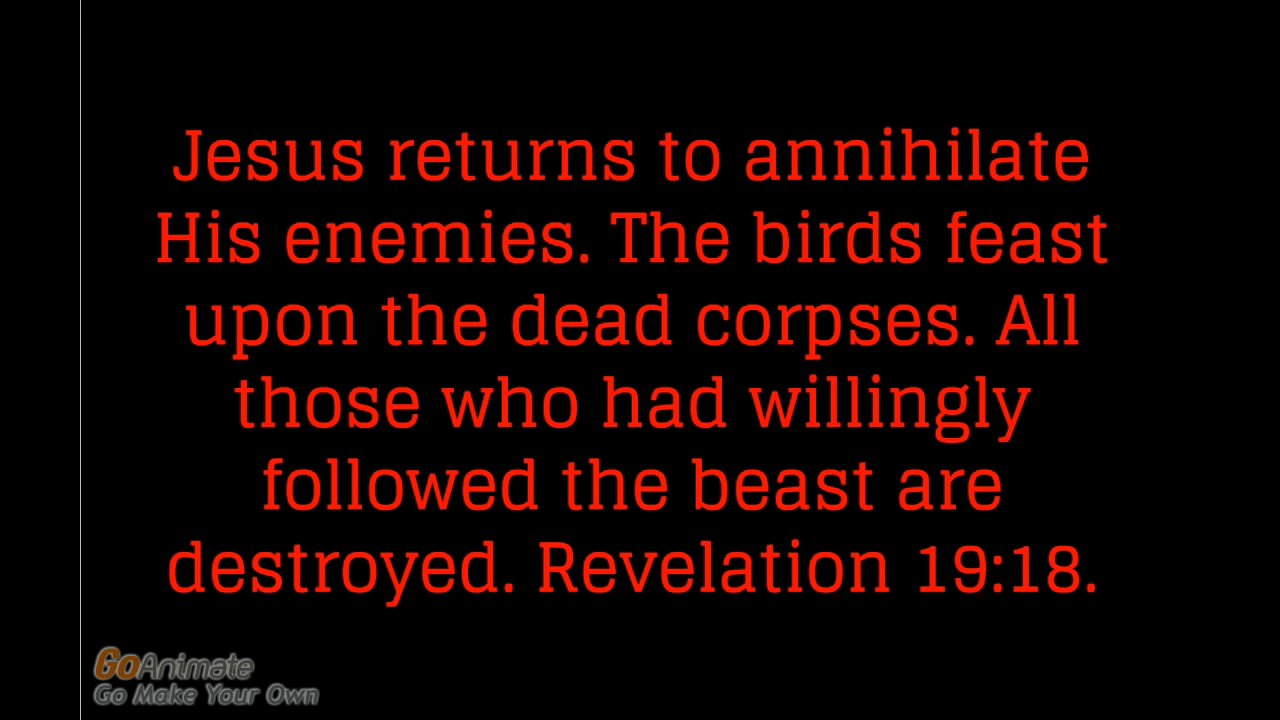 Jesus returns to annihilate
His enemies. The birds feast
upon the dead corpses. All
those who had willingly
followed the beast are
destroyed. Revelation 19:18.
GoAnimate
Go Make Your Own